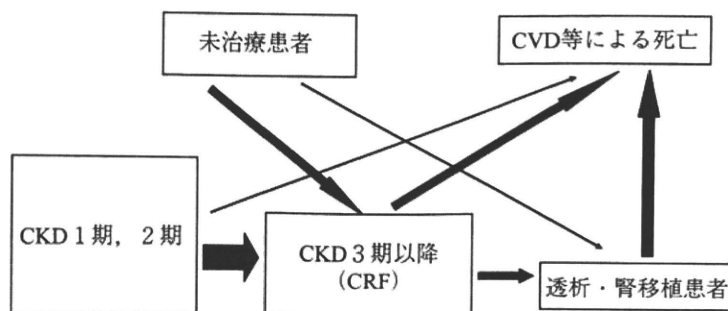 未治療患者
CVD等による死亡
CKD 1期, 2期
CKD 3期以降
(CRF)
透析・腎移植患者